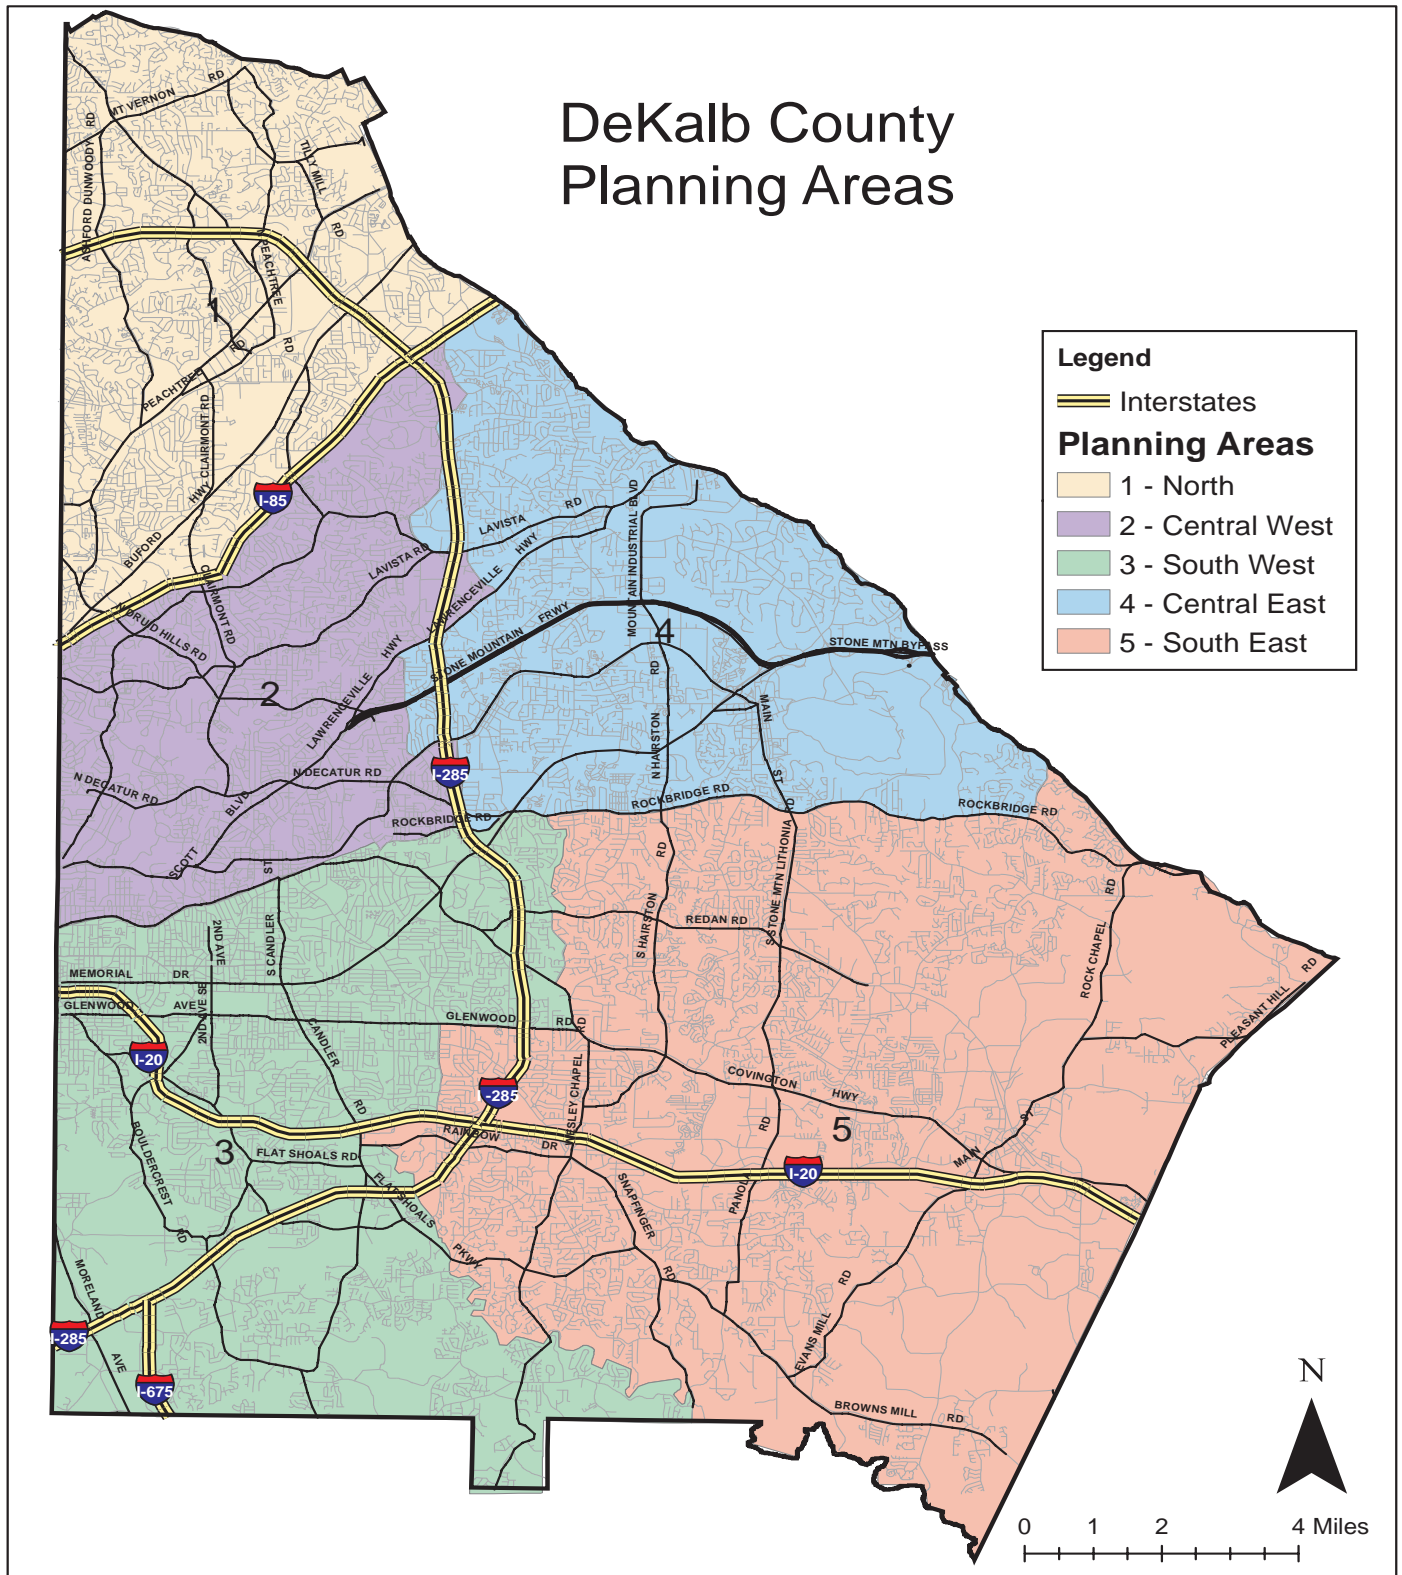 DeKalb County
Planning Areas
MT VERNON RD
ASHFORD DUNWOODY RD
TILLY MILL RD
N PEACHTREE RD
1
PEACHTREE RD
CLAIRMONT RD
BUFORD HWY
I-85
Legend
Interstates
Planning Areas
1 - North
2 - Central West
3 - South West
4 - Central East
5 - South East
LAVISTA RD
LAVISTA RD
LAWRENCEVILLE HWY
MOUNTAIN INDUSTRIAL BLVD
CLAIRMONT RD
N DRUID HILLS RD
LAWRENCEVILLE HWY
STONE MOUNTAIN FRWY
4
STONE MTN BYPASS
2
N HAIRSTON RD
MAIN ST
I-285
N DECATUR RD
N DECATUR RD
SCOTT BLVD
ROCKBRIDGE RD
ROCKBRIDGE RD
ROCKBRIDGE RD
S HAIRSTON RD
S STONE MTN LITHONIA RD
REDAN RD
ROCK CHAPEL RD
PLEASANT HILL RD
2ND AVE
S CANDLER ST
MEMORIAL DR
GLENWOOD AVE
2ND AVE SE
GLENWOOD RD
CANDLER RD
I-20
I-285
WESLEY CHAPEL RD
COVINGTON HWY
5
MAIN ST
RAINBOW DR
BOULDERCREST RD
3
FLAT SHOALS RD
FLAT SHOALS PKWY
SNAPFINGER RD
PANOLA RD
I-20
MORELAND AVE
I-285
I-675
EVANS MILL RD
BROWNS MILL RD
N
0 1 2 4 Miles